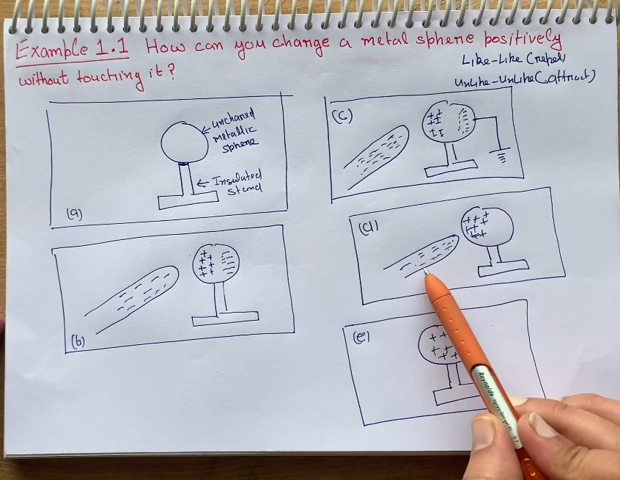 Example 1.1 How can you change a metal sphere positively
without touching it?
Like-Like (repel)
Unlike-Unlike (attract)
(a)
uncharged
metallic
sphere
Insulated
stand
(b)
(c)
(d)
(e)
Reynolds